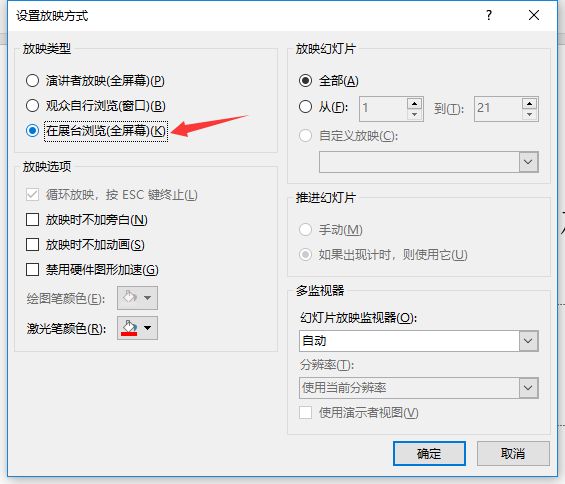 设置放映方式
放映类型
演讲者放映(全屏幕)(P)
观众自行浏览(窗口)(B)
在展台浏览(全屏幕)(K)
放映选项
循环放映，按 ESC 键终止(L)
放映时不加旁白(N)
放映时不加动画(S)
禁用硬件图形加速(G)
绘图笔颜色(E):
激光笔颜色(R):
放映幻灯片
全部(A)
从(F): 1 到(T): 21
自定义放映(C):
推进幻灯片
手动(M)
如果出现计时，则使用它(U)
多监视器
幻灯片放映监视器(O):
自动
分辨率(T):
使用当前分辨率
使用演示者视图(V)
确定 取消